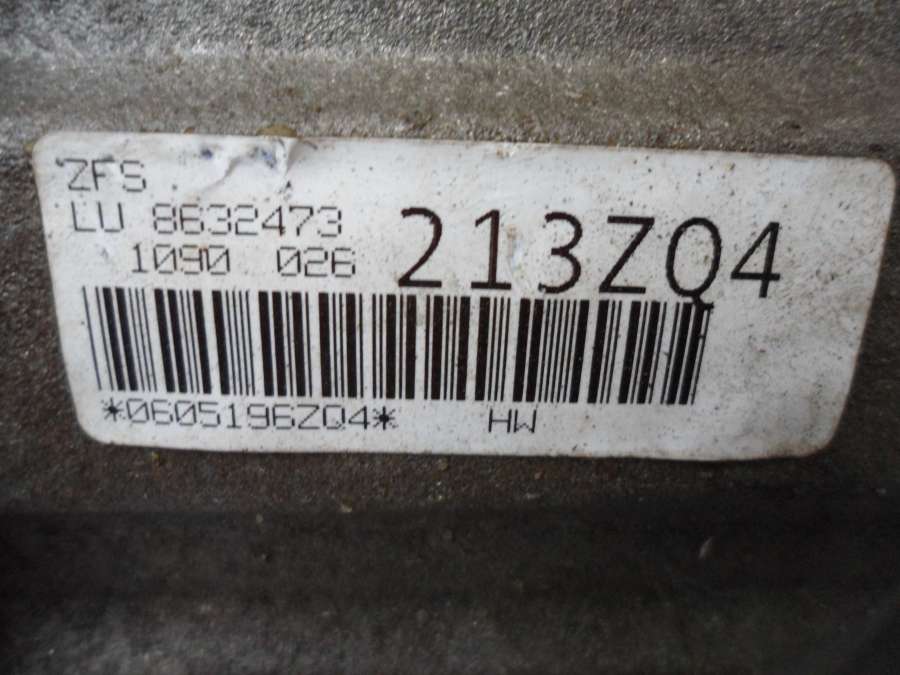 ZFS
LU 8632473
1090 026
213ZQ4
*0605196ZQ4* HW